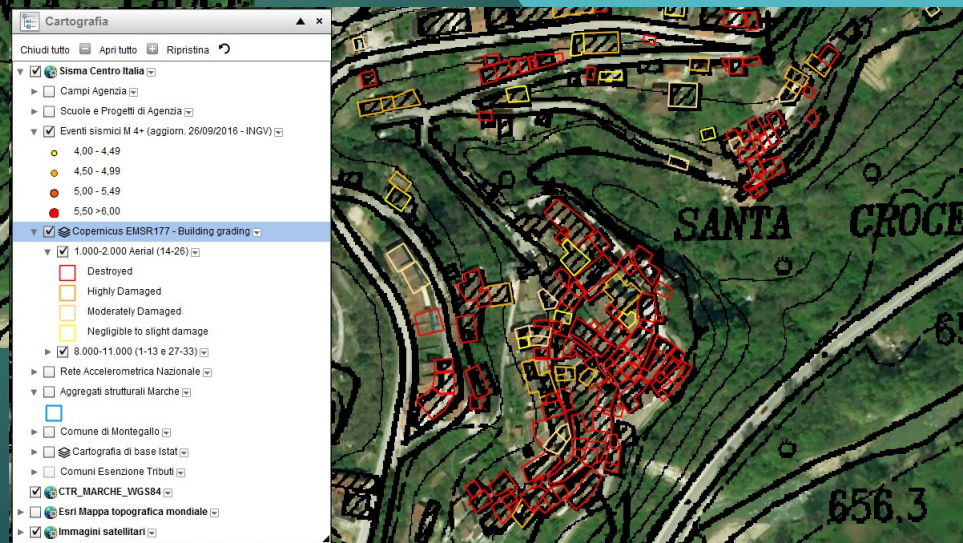 Cartografia
Chiudi tutto Apri tutto Ripristina
Sisma Centro Italia
Campi Agenzia
Scuole e Progetti di Agenzia
Eventi sismici M 4+ (aggiorn. 26/09/2016 - INGV)
4,00 - 4,49
4,50 - 4,99
5,00 - 5,49
5,50 >6,00
Copernicus EMSR177 - Building grading
1.000-2.000 Aerial (14-26)
Destroyed
Highly Damaged
Moderately Damaged
Negligible to slight damage
8.000-11.000 (1-13 e 27-33)
Rete Accelerometrica Nazionale
Aggregati strutturali Marche
Comune di Montegallo
Cartografia di base Istat
Comuni Esenzione Tributi
CTR_MARCHE_WGS84
Esri Mappa topografica mondiale
Immagini satellitari
SANTA CROCE
656.3